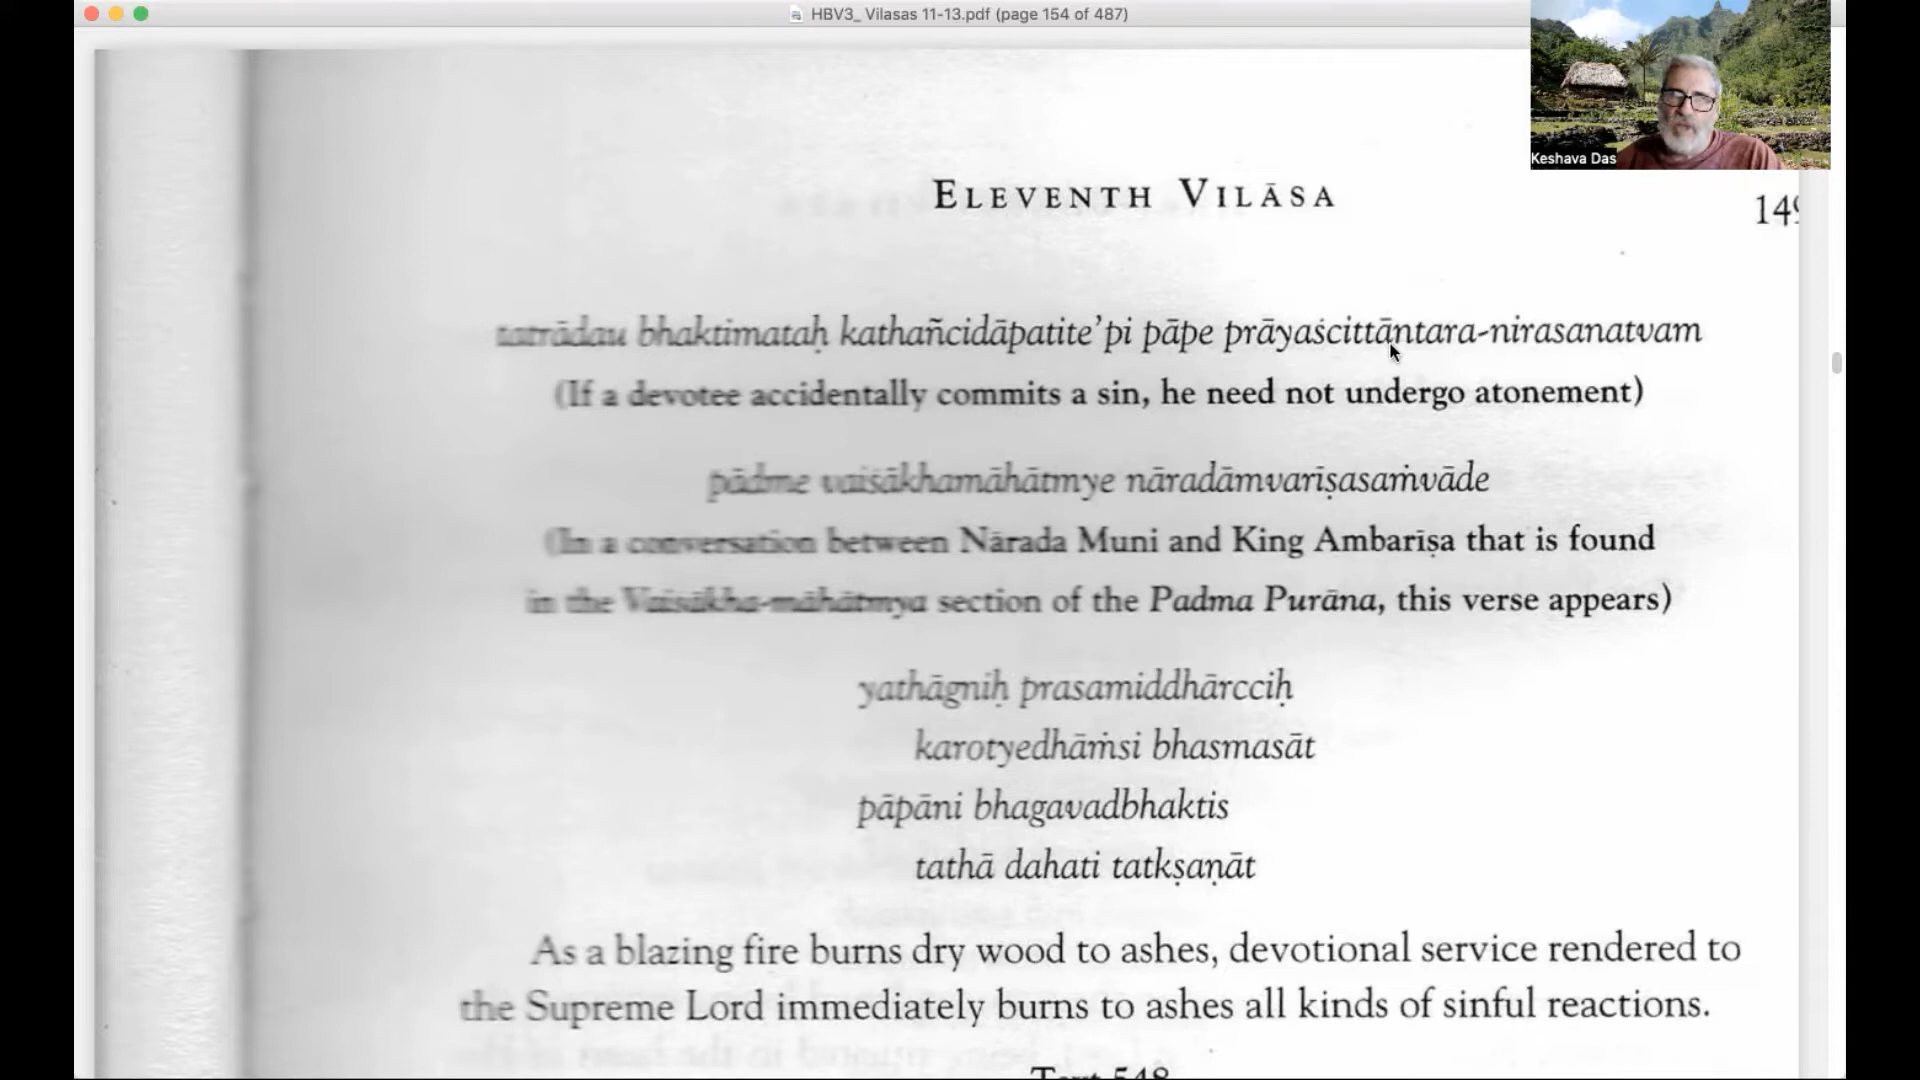 HBV3_ Vilasas 11-13.pdf (page 154 of 487)
Keshava Das
ELEVENTH VILĀSA
149
tatrādau bhaktimataḥ kathañcidāpatite'pi pāpe prāyaścittāntara-nirasanatvam
(If a devotee accidentally commits a sin, he need not undergo atonement)
pādme vaiśākhamāhātmye nāradāmvarīṣasaṁvāde
(In a conversation between Nārada Muni and King Ambarīṣa that is found
in the Vaiśākha-māhātmya section of the Padma Purāna, this verse appears)
yathāgniḥ prasamiddhārcciḥ
karotyedhāṁsi bhasmasāt
pāpāni bhagavadbhaktis
tathā dahati tatkṣaṇāt
As a blazing fire burns dry wood to ashes, devotional service rendered to
the Supreme Lord immediately burns to ashes all kinds of sinful reactions.
Text 548